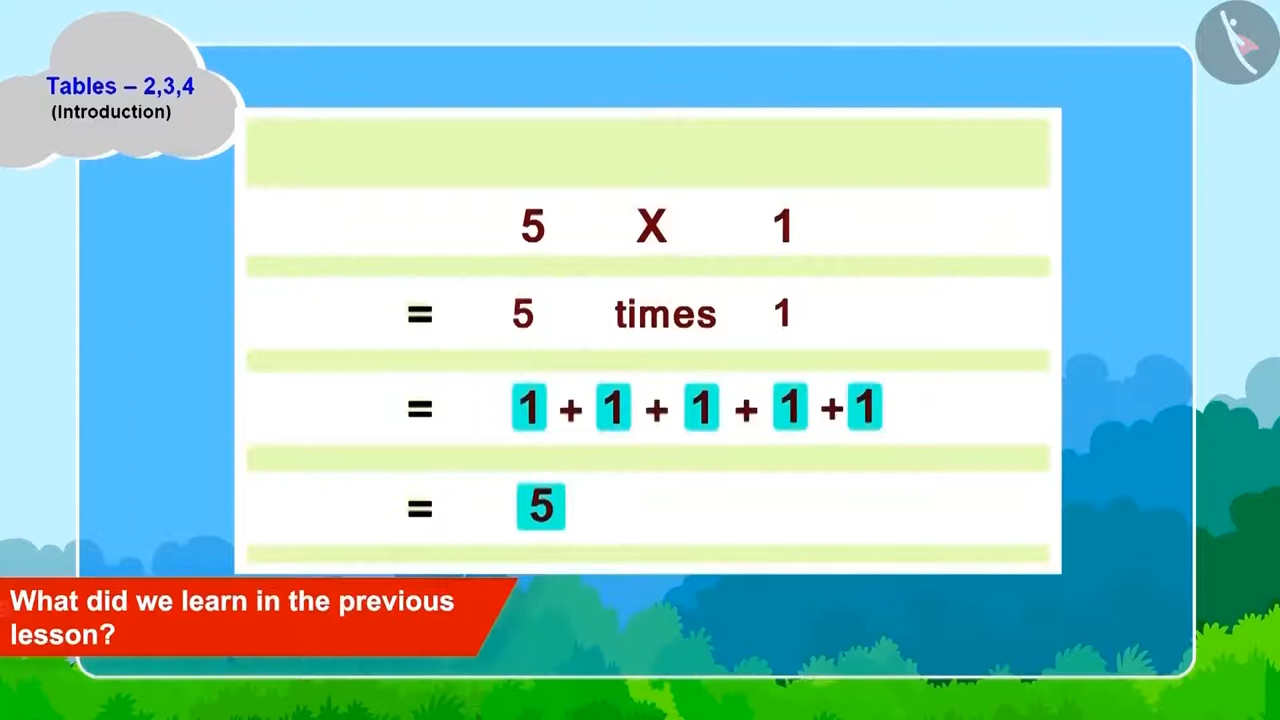 Tables – 2,3,4
(Introduction)
5 X 1
= 5 times 1
= 1 + 1 + 1 + 1 + 1
= 5
What did we learn in the previous
lesson?